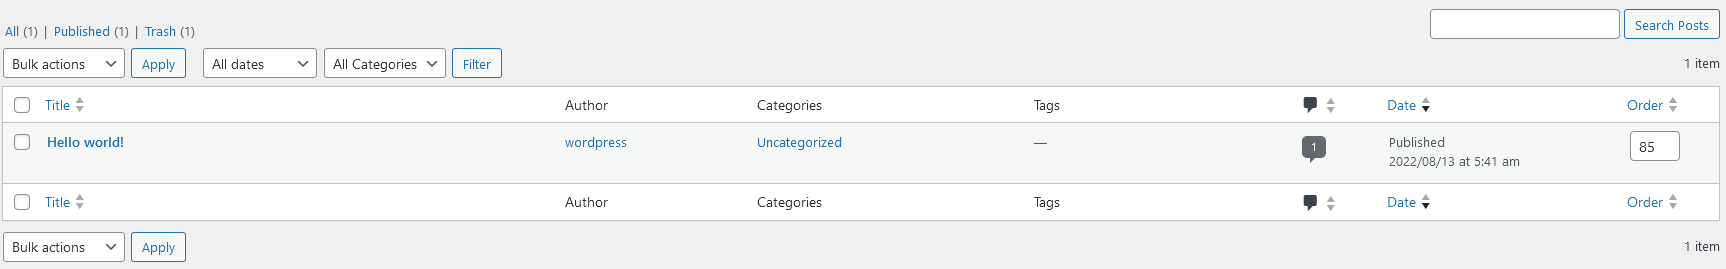 All (1) | Published (1) | Trash (1)
Search Posts
Bulk actions Apply All dates All Categories Filter 1 item
Title Author Categories Tags Date Order
Hello world! wordpress Uncategorized — 1 Published 85
2022/08/13 at 5:41 am
Title Author Categories Tags Date Order
Bulk actions Apply 1 item